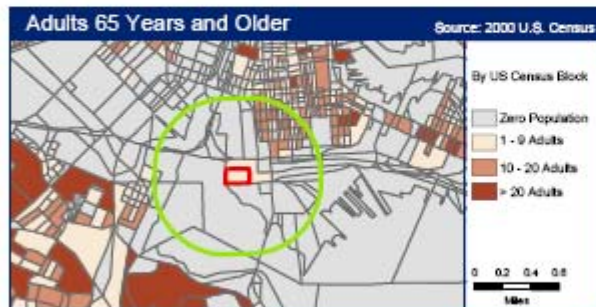 Adults 65 Years and Older
Source: 2000 U.S. Census
By US Census Block
Zero Population
1 - 9 Adults
10 - 20 Adults
> 20 Adults
0 0.2 0.4 0.6
Miles